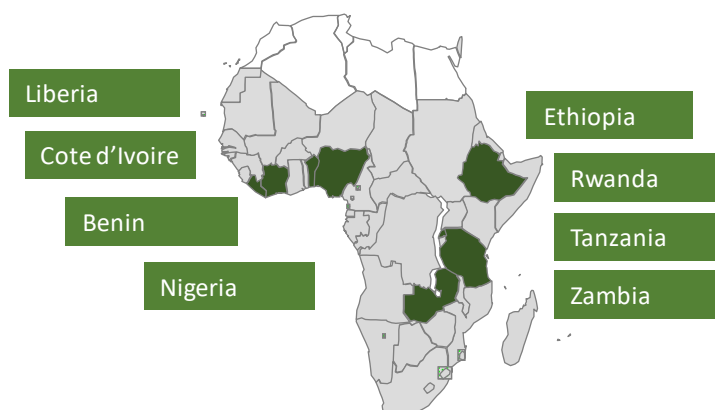 Liberia
Cote d'Ivoire
Benin
Nigeria
Ethiopia
Rwanda
Tanzania
Zambia